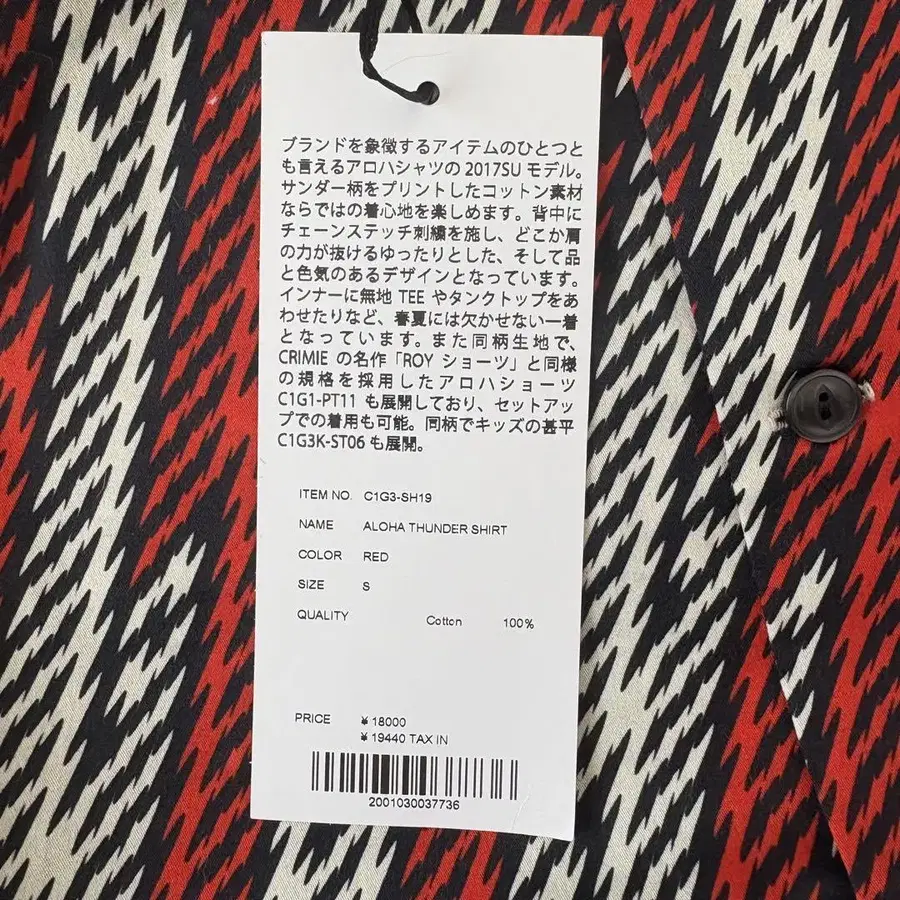 ブランドを象徴するアイテムのひとつと
も言えるアロハシャツの 2017SU モデル。
サンダー柄をプリントしたコットン素材
ならではの着心地を楽しめます。背中に
チェーンステッチ刺繍を施し、どこか肩
の力が抜けるゆったりとした、そして品
と色気のあるデザインとなっています。
インナーに無地 TEE やタンクトップをあ
わせたりなど、春夏には欠かせない一着
となっています。また同柄生地で、
CRIMIE の名作「ROY ショーツ」と同様
の規格を採用したアロハショーツ
C1G1-PT11 も展開しており、セットアッ
プでの着用も可能。同柄でキッズの甚平
C1G3K-ST06 も展開。
ITEM NO. C1G3-SH19
NAME ALOHA THUNDER SHIRT
COLOR RED
SIZE S
QUALITY Cotton 100%
PRICE ¥ 18000
¥ 19440 TAX IN
2001030037736